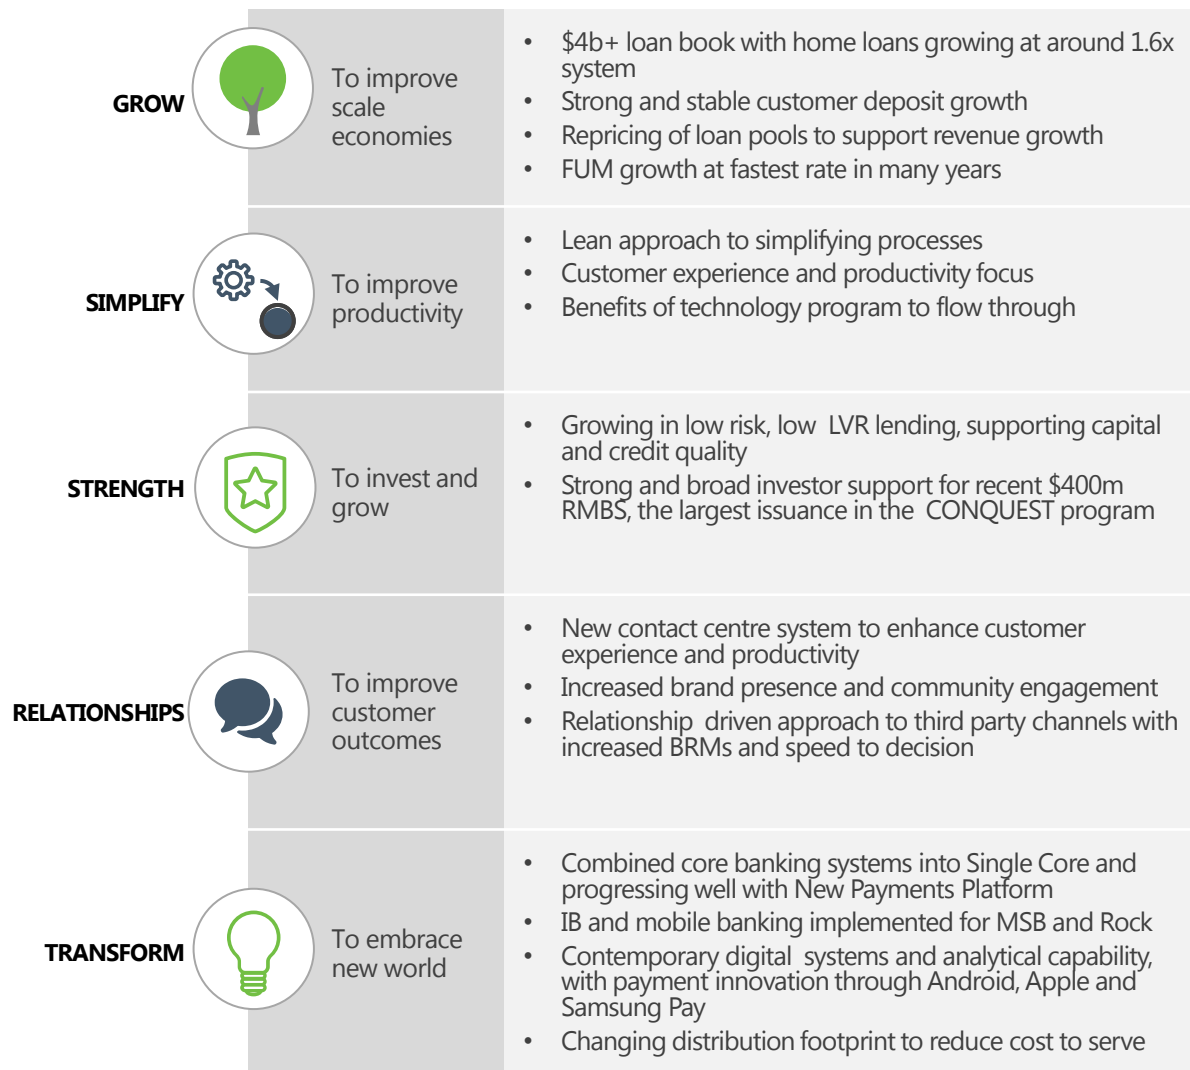 GROW
To improve
scale
economies
• $4b+ loan book with home loans growing at around 1.6x
system
• Strong and stable customer deposit growth
• Repricing of loan pools to support revenue growth
• FUM growth at fastest rate in many years
SIMPLIFY
To improve
productivity
• Lean approach to simplifying processes
• Customer experience and productivity focus
• Benefits of technology program to flow through
STRENGTH
To invest and
grow
• Growing in low risk, low LVR lending, supporting capital
and credit quality
• Strong and broad investor support for recent $400m
RMBS, the largest issuance in the CONQUEST program
RELATIONSHIPS
To improve
customer
outcomes
• New contact centre system to enhance customer
experience and productivity
• Increased brand presence and community engagement
• Relationship driven approach to third party channels with
increased BRMs and speed to decision
TRANSFORM
To embrace
new world
• Combined core banking systems into Single Core and
progressing well with New Payments Platform
• IB and mobile banking implemented for MSB and Rock
• Contemporary digital systems and analytical capability,
with payment innovation through Android, Apple and
Samsung Pay
• Changing distribution footprint to reduce cost to serve